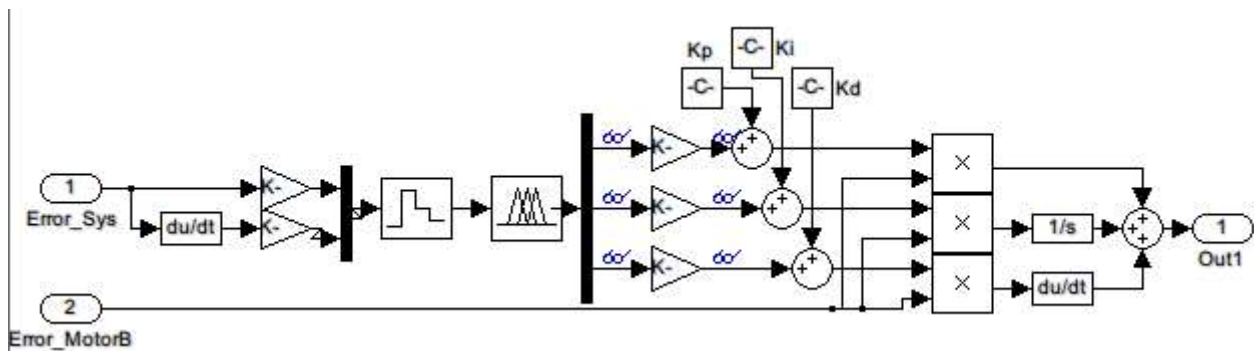 Kp
-C-
Ki
-C-
-C-
Kd
1
Error_Sys
du/dt
K-
K-
K-
K-
K-
×
×
×
1/s
du/dt
1
Out1
2
Error_MotorB